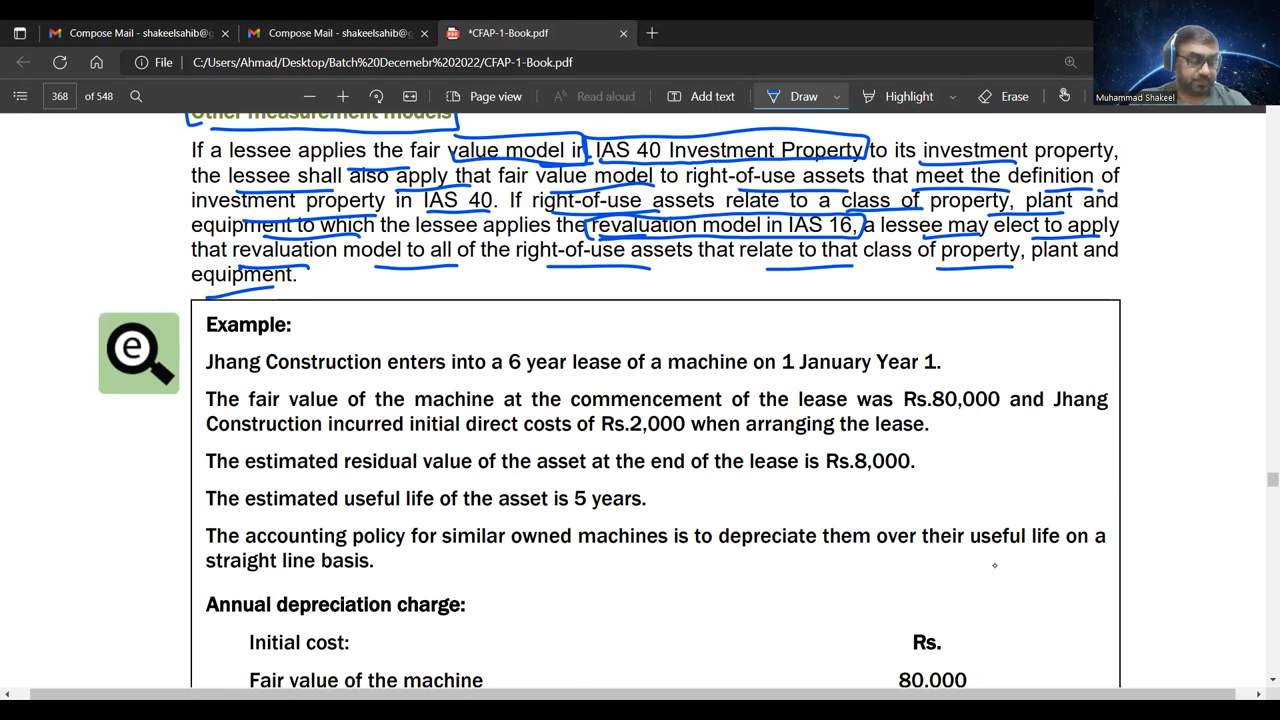 Compose Mail - shakeelsahib@g
Compose Mail - shakeelsahib@g
*CFAP-1-Book.pdf
File
C:/Users/Ahmad/Desktop/Batch%20Decemebr%202022/CFAP-1-Book.pdf
368 of 548
Page view
Read aloud
Add text
Draw
Highlight
Erase
Muhammad Shakeel
Other measurement models
If a lessee applies the fair value model in IAS 40 Investment Property to its investment property,
the lessee shall also apply that fair value model to right-of-use assets that meet the definition of
investment property in IAS 40. If right-of-use assets relate to a class of property, plant and
equipment to which the lessee applies the revaluation model in IAS 16, a lessee may elect to apply
that revaluation model to all of the right-of-use assets that relate to that class of property, plant and
equipment.
e
Example:
Jhang Construction enters into a 6 year lease of a machine on 1 January Year 1.
The fair value of the machine at the commencement of the lease was Rs.80,000 and Jhang
Construction incurred initial direct costs of Rs.2,000 when arranging the lease.
The estimated residual value of the asset at the end of the lease is Rs.8,000.
The estimated useful life of the asset is 5 years.
The accounting policy for similar owned machines is to depreciate them over their useful life on a
straight line basis.
Annual depreciation charge:
Initial cost: Rs.
Fair value of the machine 80,000